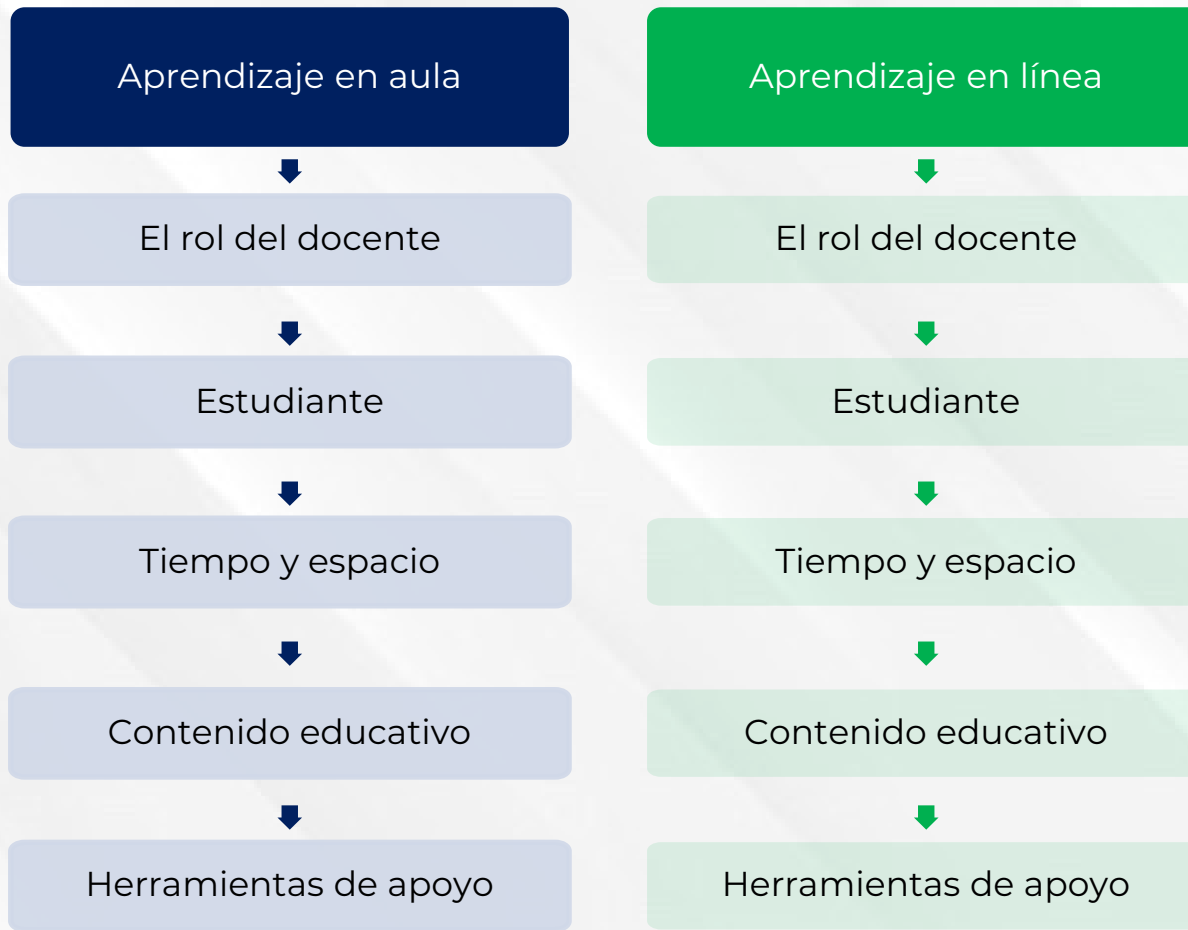 Aprendizaje en aula
El rol del docente
Estudiante
Tiempo y espacio
Contenido educativo
Herramientas de apoyo
Aprendizaje en línea
El rol del docente
Estudiante
Tiempo y espacio
Contenido educativo
Herramientas de apoyo